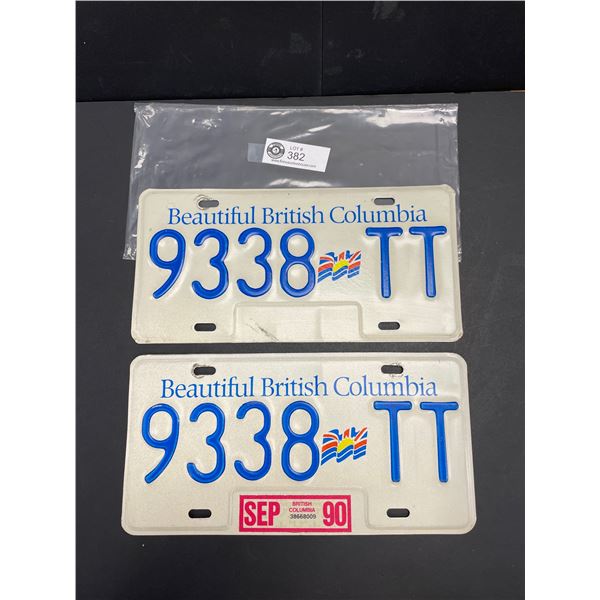 LOT #
382
Beautiful British Columbia
9338 TT
Beautiful British Columbia
9338 TT
SEP BRITISH COLUMBIA 38668009 90